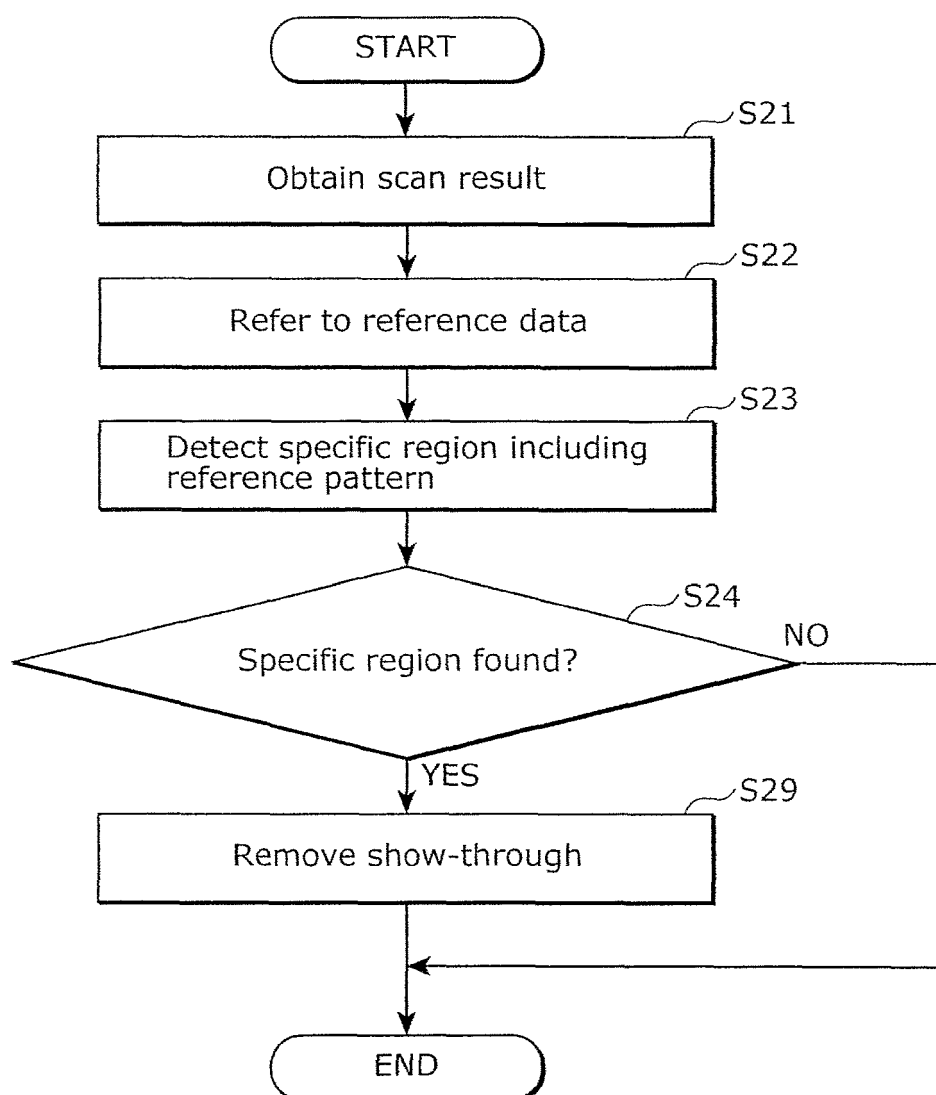 START
S21
Obtain scan result
S22
Refer to reference data
S23
Detect specific region including
reference pattern
S24
Specific region found?
NO
YES
S29
Remove show-through
END